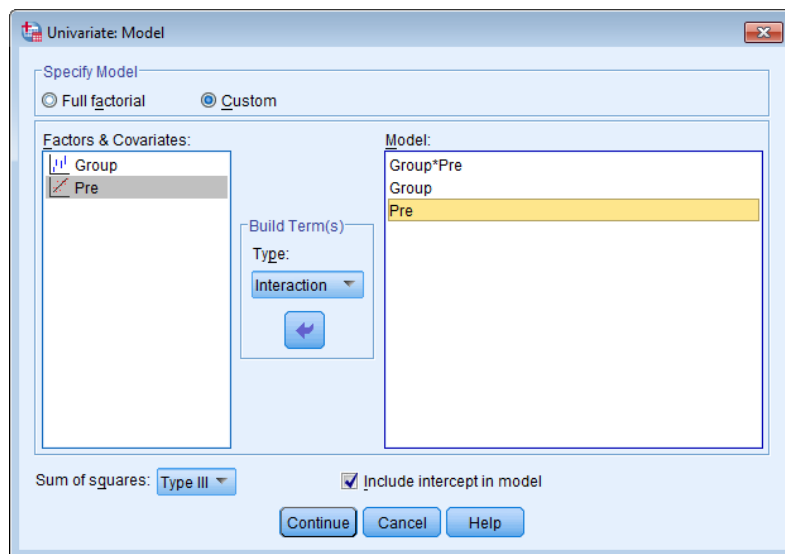 Univariate: Model
Specify Model
Full factorial
Custom
Factors & Covariates:
Group
Pre
Build Term(s)
Type:
Interaction
Model:
Group*Pre
Group
Pre
Sum of squares: Type III
Include intercept in model
Continue Cancel Help